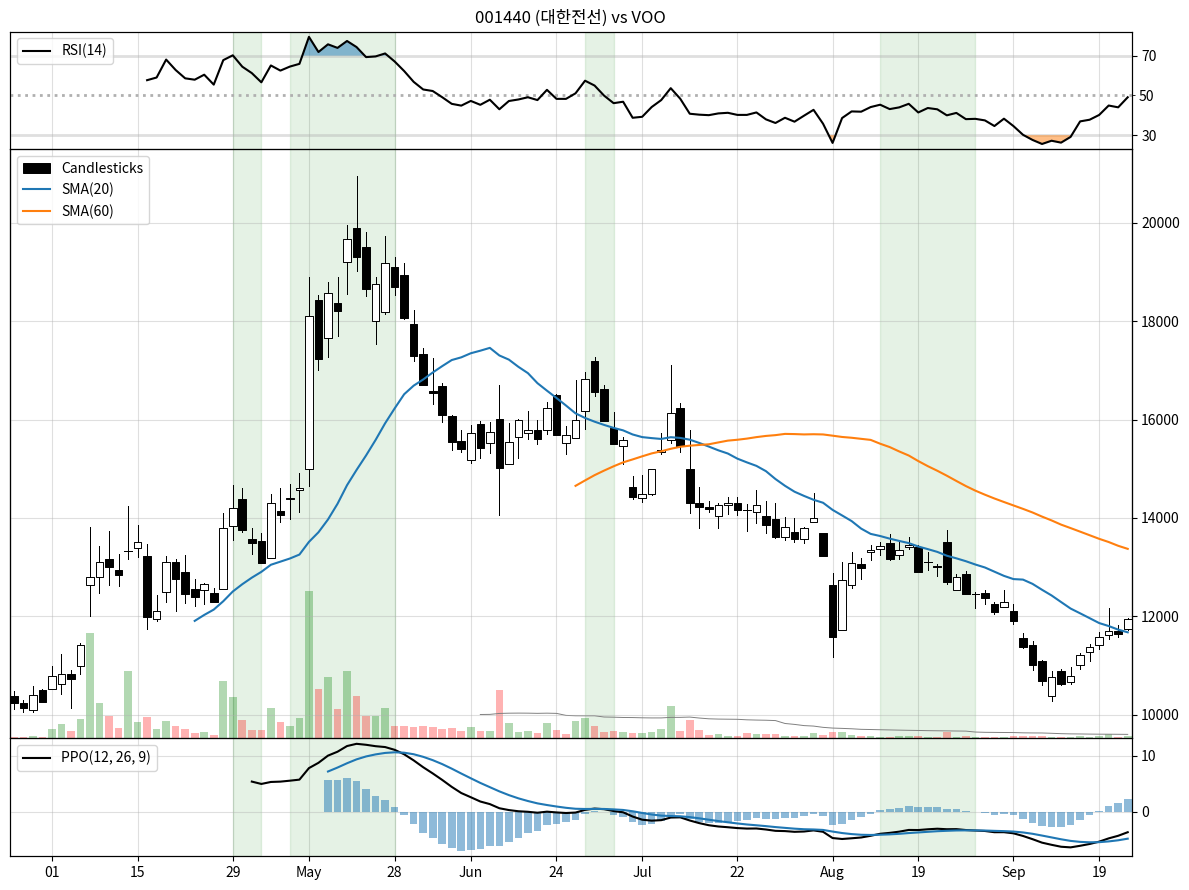 001440 (대한전선) vs VOO
RSI(14)
70
50
30
Candlesticks
SMA(20)
SMA(60)
20000
18000
16000
14000
12000
10000
PPO(12, 26, 9)
10
0
01 15 29 May 28 Jun 24 Jul 22 Aug 19 Sep 19